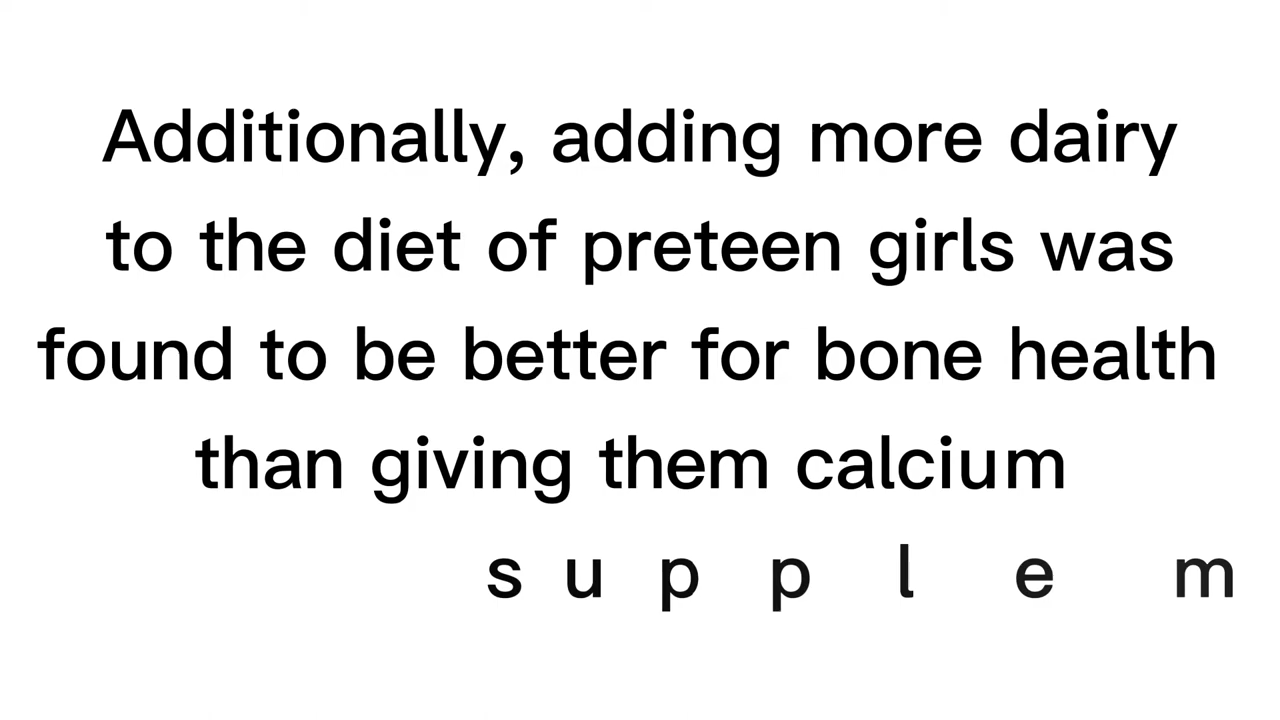 Additionally, adding more dairy
to the diet of preteen girls was
found to be better for bone health
than giving them calcium
s u p p l e m